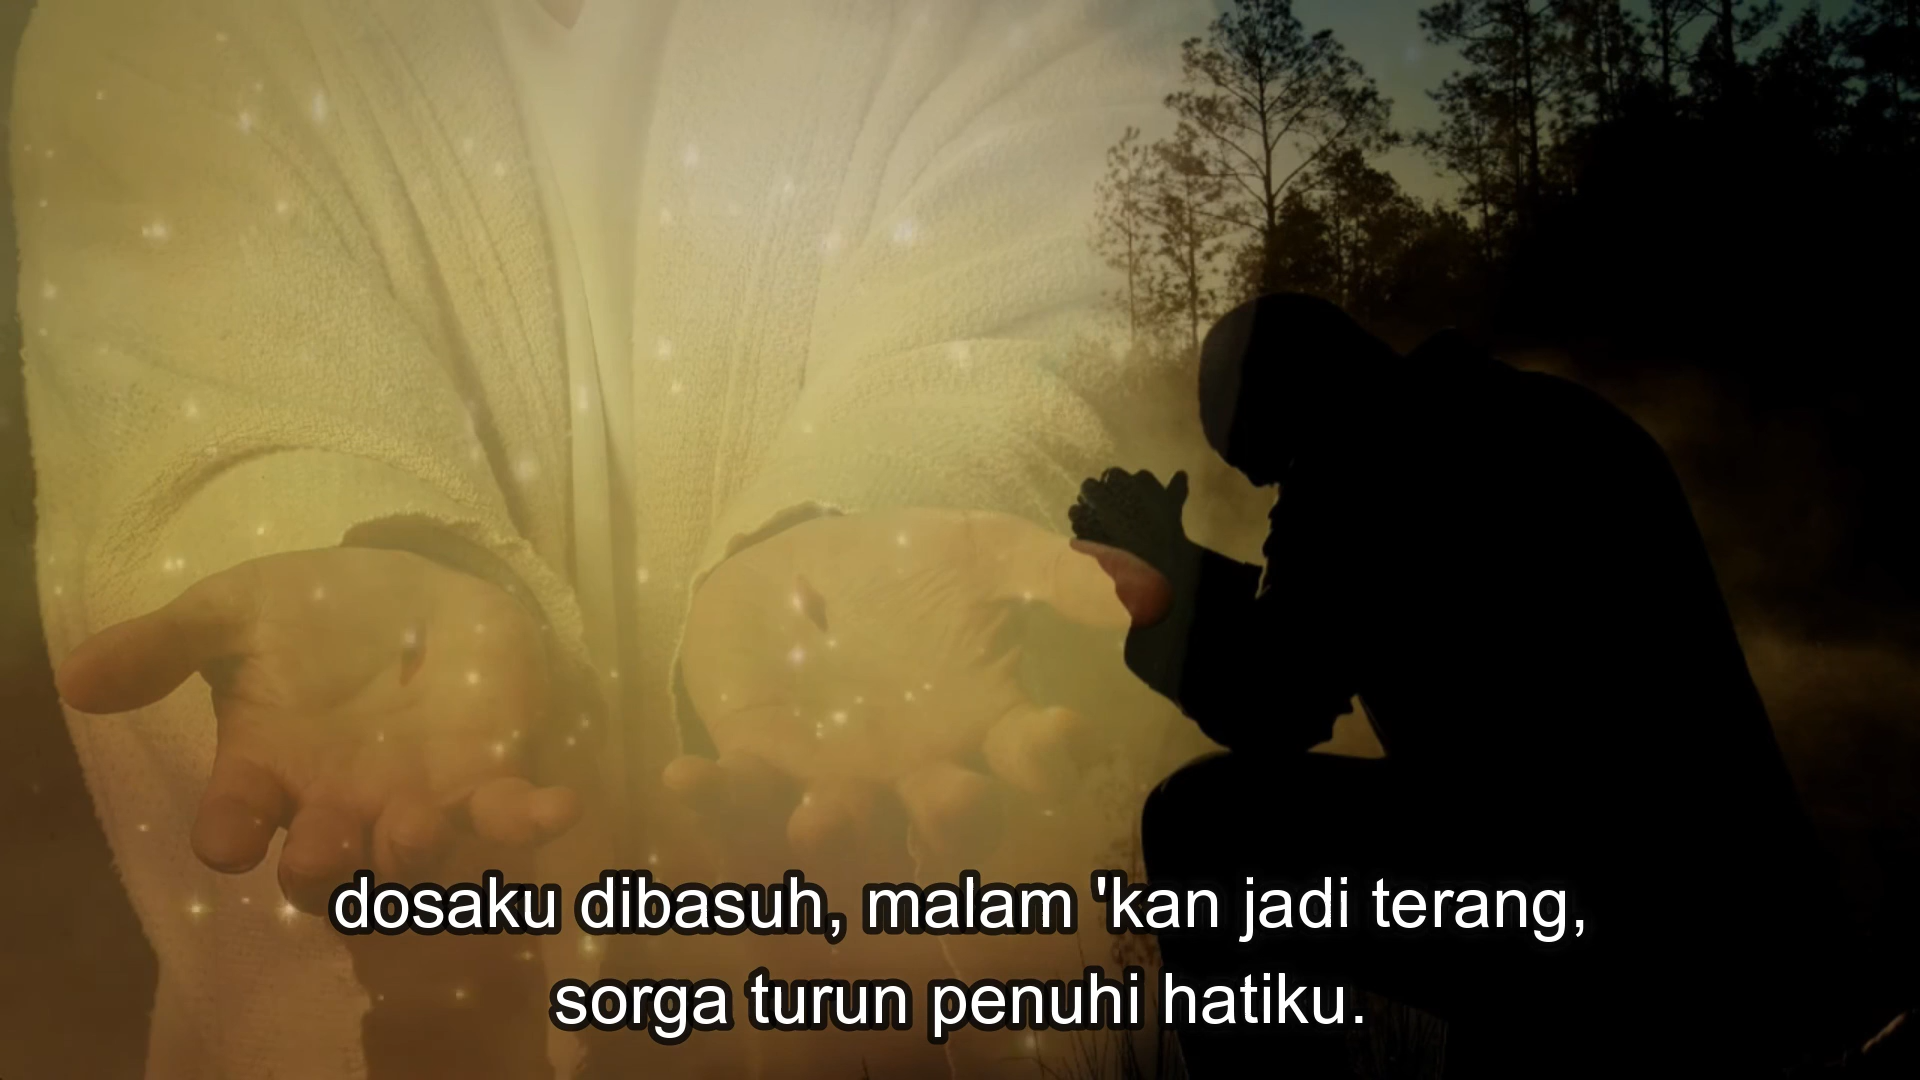 dosaku dibasuh, malam 'kan jadi terang,
sorga turun penuhi hatiku.